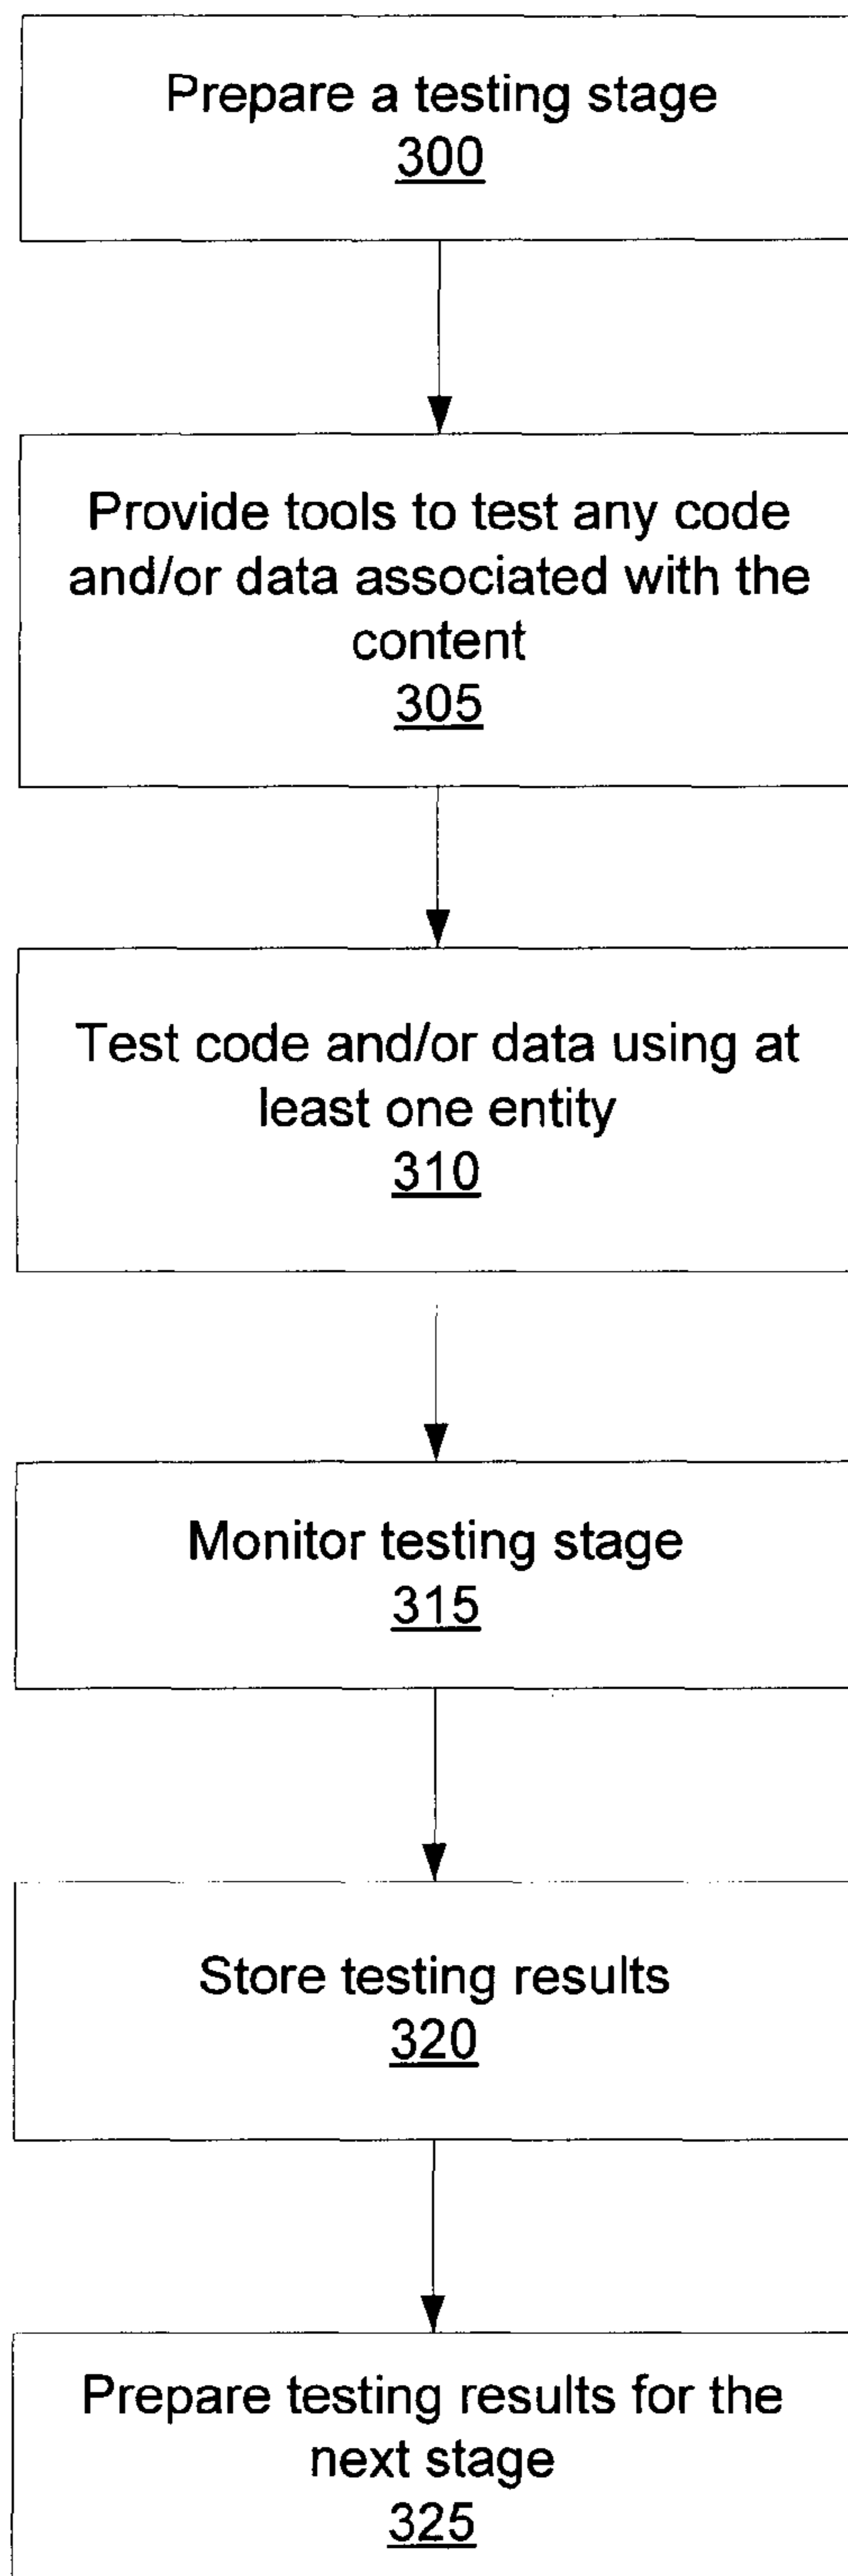 Prepare a testing stage
300
Provide tools to test any code
and/or data associated with the
content
305
Test code and/or data using at
least one entity
310
Monitor testing stage
315
Store testing results
320
Prepare testing results for the
next stage
325